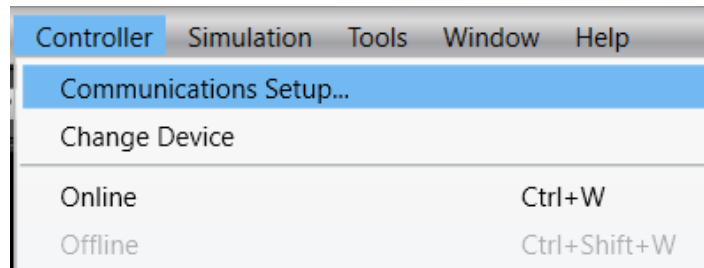 Controller Simulation Tools Window Help
Communications Setup...
Change Device
Online Ctrl+W
Offline Ctrl+Shift+W